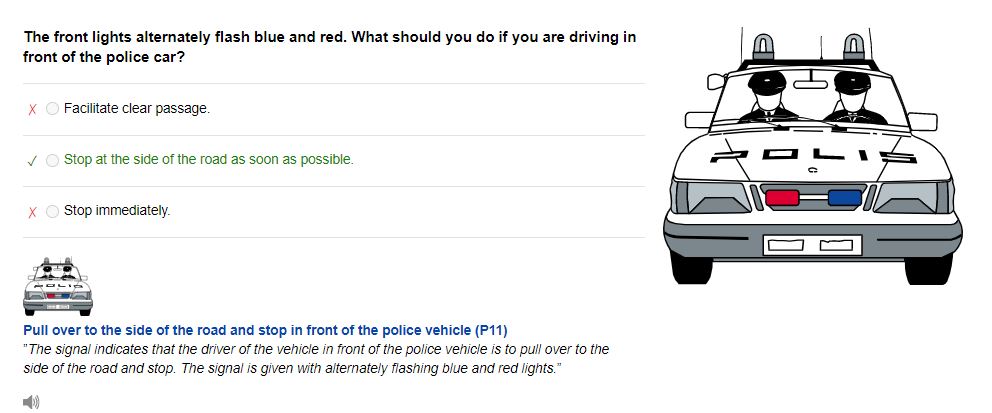 The front lights alternately flash blue and red. What should you do if you are driving in
front of the police car?
Facilitate clear passage.
Stop at the side of the road as soon as possible.
Stop immediately.
POLIS
POLIS
Pull over to the side of the road and stop in front of the police vehicle (P11)
"The signal indicates that the driver of the vehicle in front of the police vehicle is to pull over to the
side of the road and stop. The signal is given with alternately flashing blue and red lights."